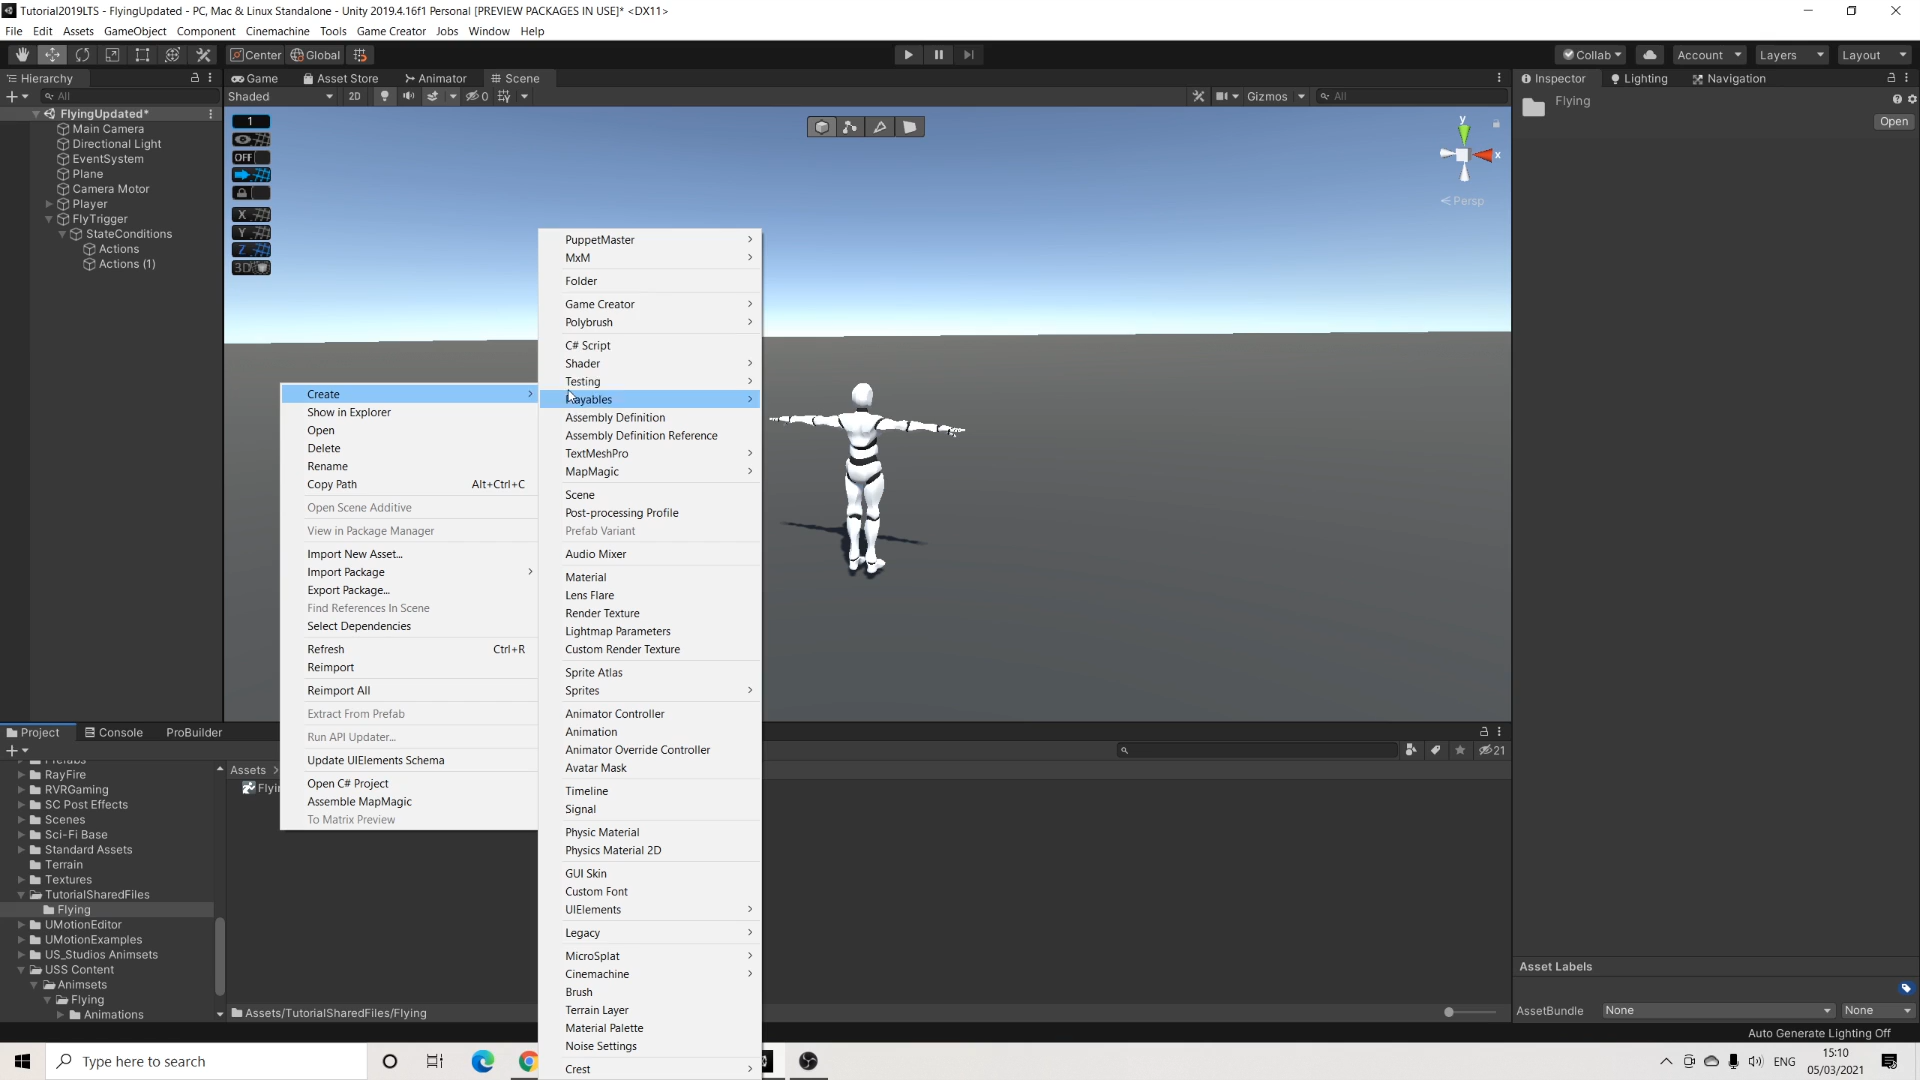 Tutorial2019LTS - FlyingUpdated - PC, Mac & Linux Standalone - Unity 2019.4.16f1 Personal [PREVIEW PACKAGES IN USE]* <DX11>
File Edit Assets GameObject Component Cinemachine Tools Game Creator Jobs Window Help
Center Global Collab Account Layers Layout
Hierarchy Game Asset Store Animator Scene Inspector Lighting Navigation
All Shaded 2D 0 Gizmos All
FlyingUpdated*
Main Camera
Directional Light
EventSystem
Plane
Camera Motor
Player
FlyTrigger
StateConditions
Actions
Actions (1)
1
OFF
X
Y
Z
3D
y
x
Persp
Flying
Open
Create
Show in Explorer
Open
Delete
Rename
Copy Path Alt+Ctrl+C
Open Scene Additive
View in Package Manager
Import New Asset...
Import Package
Export Package...
Find References In Scene
Select Dependencies
Refresh Ctrl+R
Reimport
Reimport All
Extract From Prefab
Run API Updater...
Update UIElements Schema
Open C# Project
Assemble MapMagic
To Matrix Preview
PuppetMaster
MxM
Folder
Game Creator
Polybrush
C# Script
Shader
Testing
Playables
Assembly Definition
Assembly Definition Reference
TextMeshPro
MapMagic
Scene
Post-processing Profile
Prefab Variant
Audio Mixer
Material
Lens Flare
Render Texture
Lightmap Parameters
Custom Render Texture
Sprite Atlas
Sprites
Animator Controller
Animation
Animator Override Controller
Avatar Mask
Timeline
Signal
Physic Material
Physics Material 2D
GUI Skin
Custom Font
UIElements
Legacy
MicroSplat
Cinemachine
Brush
Terrain Layer
Material Palette
Noise Settings
Crest
Project Console ProBuilder
21
Prefabs
RayFire
RVRGaming
SC Post Effects
Scenes
Sci-Fi Base
Standard Assets
Terrain
Textures
TutorialSharedFiles
Flying
UMotionEditor
UMotionExamples
US_Studios Animsets
USS Content
Animsets
Flying
Animations
Assets >
Flyi
Assets/TutorialSharedFiles/Flying
Asset Labels
AssetBundle None None
Auto Generate Lighting Off
Type here to search
ENG
15:10
05/03/2021